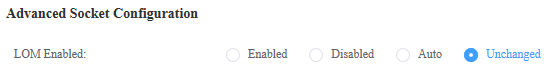 Advanced Socket Configuration
LOM Enabled: Enabled Disabled Auto Unchanged